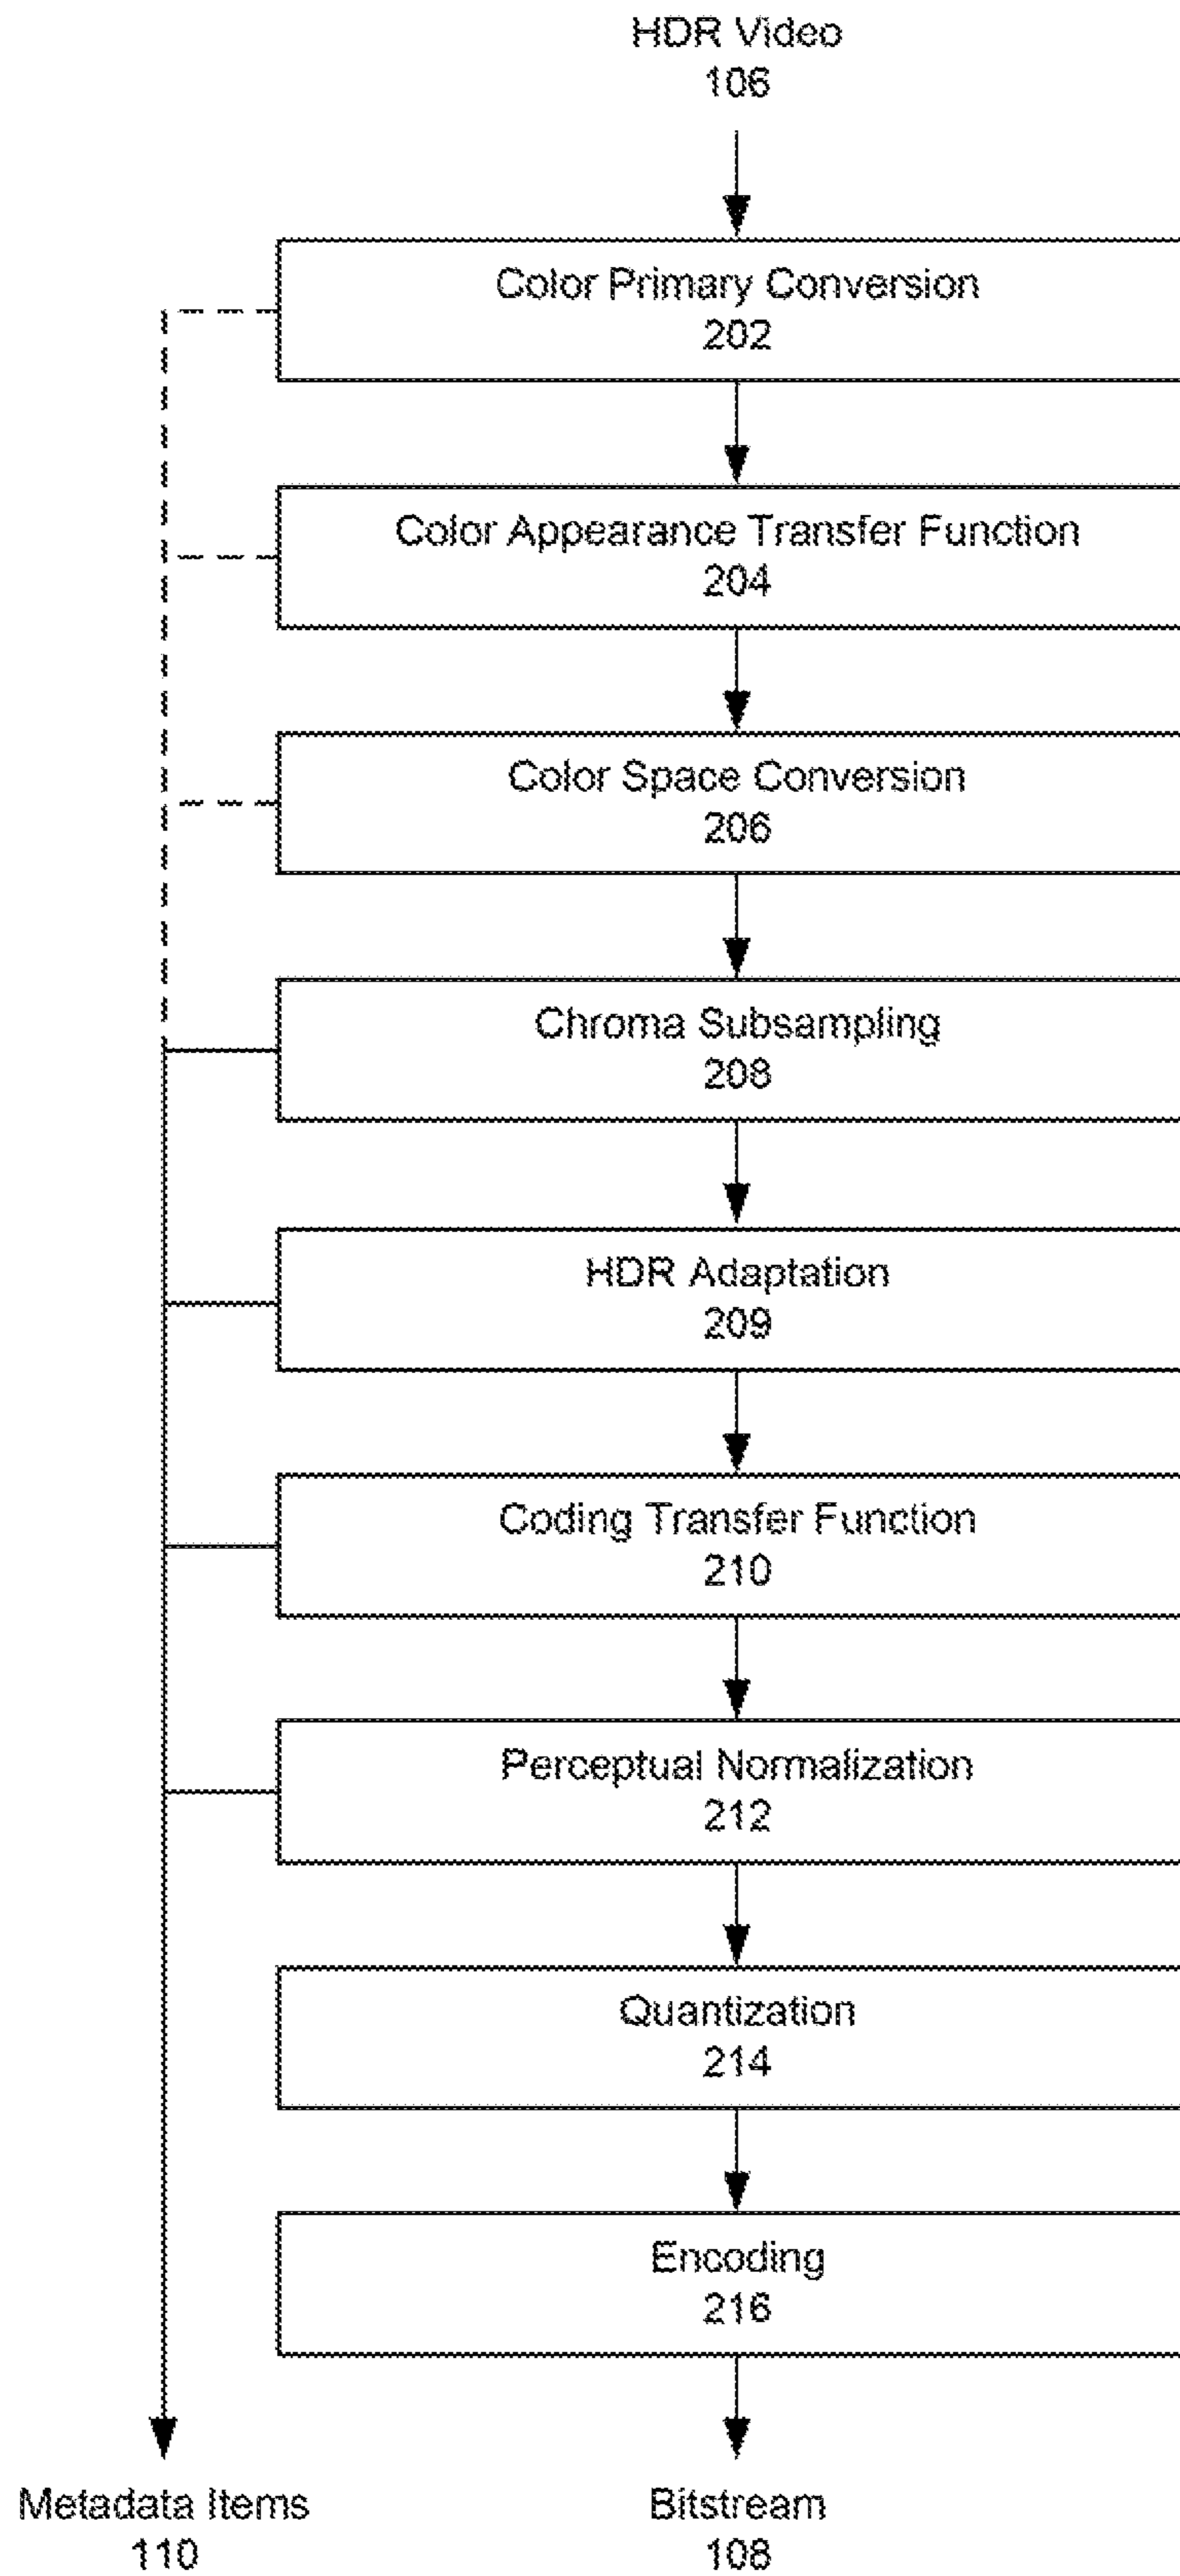 HDR Video
106
Color Primary Conversion
202
Color Appearance Transfer Function
204
Color Space Conversion
206
Chroma Subsampling
208
HDR Adaptation
209
Coding Transfer Function
210
Perceptual Normalization
212
Quantization
214
Encoding
216
Metadata Items
110
Bitstream
108